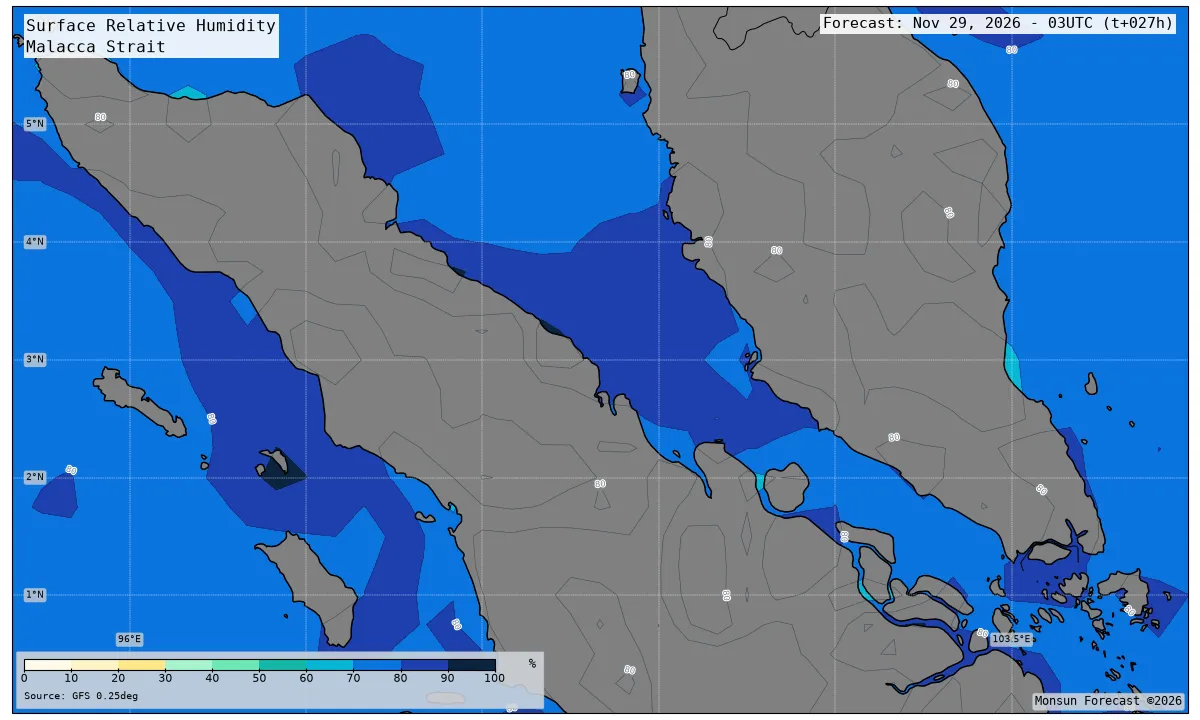 Surface Relative Humidity
Malacca Strait
Forecast: Nov 29, 2026 - 03UTC (t+027h)
80
80
80
80
5°N
80
4°N
80
80
3°N
80
80
80
2°N
80
80
80
1°N
80
80
80
80
96°E
103.5°E
80
80
%
0 10 20 30 40 50 60 70 80 90 100
Source: GFS 0.25deg
Monsun Forecast ©2026